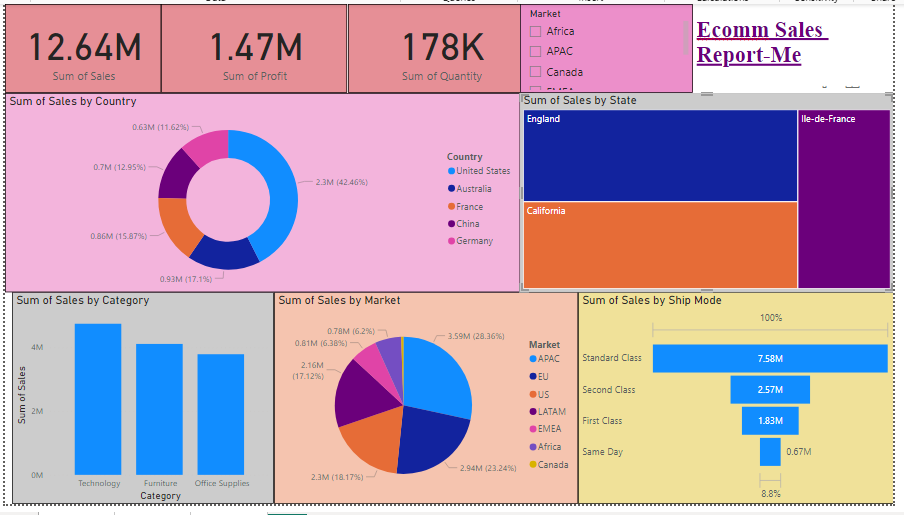 12.64M
Sum of Sales
1.47M
Sum of Profit
178K
Sum of Quantity
Market
Africa
APAC
Canada
Ecomm Sales
Report-Me
Sum of Sales by Country
0.63M (11.62%)
0.7M (12.95%)
2.3M (42.46%)
0.86M (15.87%)
0.93M (17.1%)
Country
United States
Australia
France
China
Germany
Sum of Sales by State
England
Ile-de-France
California
Sum of Sales by Category
Sum of Sales
4M
2M
0M
Technology
Furniture
Office Supplies
Category
Sum of Sales by Market
0.78M (6.2%)
0.81M (6.38%)
3.59M (28.36%)
2.16M
(17.12%)
2.3M (18.17%)
2.94M (23.24%)
Market
APAC
EU
US
LATAM
EMEA
Africa
Canada
Sum of Sales by Ship Mode
100%
Standard Class
7.58M
Second Class
2.57M
First Class
1.83M
Same Day
0.67M
8.8%